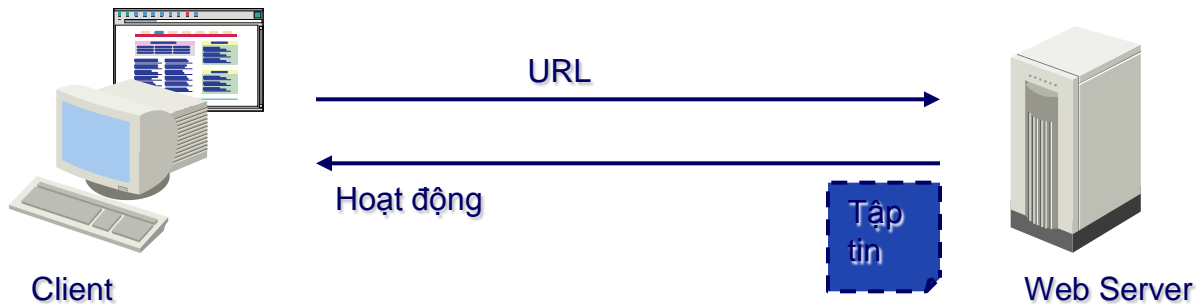 URL
Hoạt động
Tập
tin
Client
Web Server